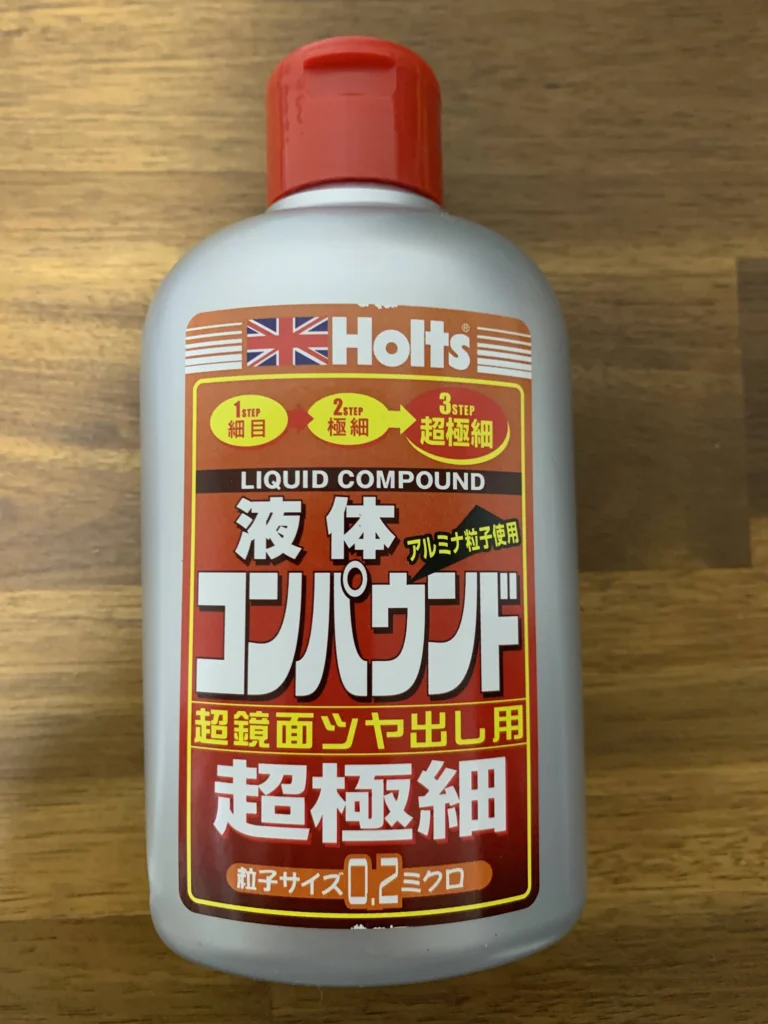 Holts®
1STEP
細目
2STEP
極細
3STEP
超極細
LIQUID COMPOUND
液体
アルミナ粒子使用
コンパウンド
超鏡面ツヤ出し用
超極細
粒子サイズ0.2ミクロ